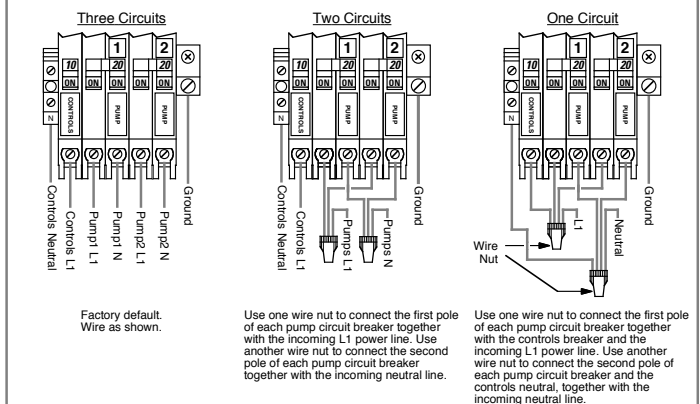 Three Circuits
1 2
10 20 20
ON ON ON ON ON
CONTROLS PUMP PUMP
N
Controls Neutral
Controls L1
Pump1 L1
Pump1 N
Pump2 L1
Pump2 N
Ground
Factory default.
Wire as shown.
Two Circuits
1 2
10 20 20
ON ON ON ON ON
CONTROLS PUMP PUMP
N
Controls Neutral
Controls L1
Pumps L1
Pumps N
Ground
Use one wire nut to connect the first pole
of each pump circuit breaker together
with the incoming L1 power line. Use
another wire nut to connect the second
pole of each pump circuit breaker
together with the incoming neutral line.
One Circuit
1 2
10 20 20
ON ON ON ON ON
CONTROLS PUMP PUMP
N
L1
Neutral
Ground
Wire
Nut
Use one wire nut to connect the first pole
of each pump circuit breaker together
with the controls breaker and the
incoming L1 power line. Use another
wire nut to connect the second pole of
each pump circuit breaker and the
controls neutral, together with the
incoming neutral line.